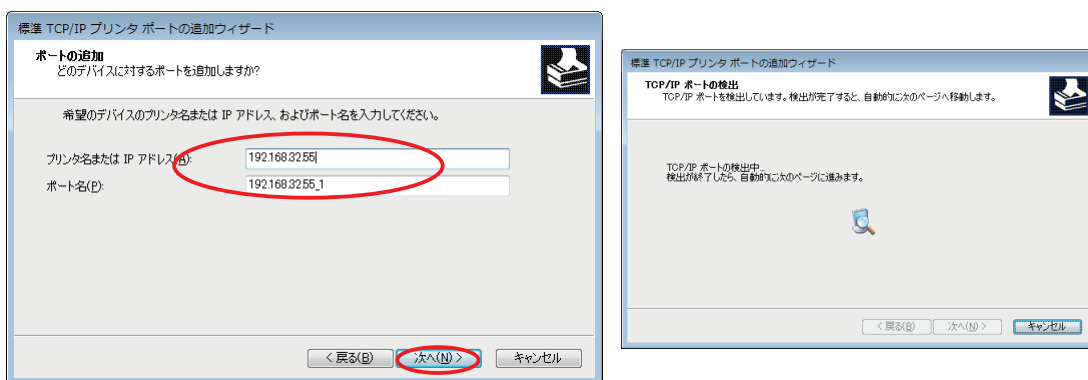 標準 TCP/IP プリンタ ポートの追加ウィザード
ポートの追加
どのデバイスに対するポートを追加しますか?
希望のデバイスのプリンタ名または IP アドレス、およびポート名を入力してください。
プリンタ名または IP アドレス(A):
192.168.32.55
ポート名(P):
192.168.32.55_1
< 戻る(B)
次へ(N) >
キャンセル
標準 TCP/IP プリンタ ポートの追加ウィザード
TCP/IP ポートの検出
TCP/IP ポートを検出しています。検出が完了すると、自動的に次のページへ移動します。
TCP/IP ポートの検出中...
検出が終了したら、自動的に次のページに進みます。
< 戻る(B)
次へ(N) >
キャンセル